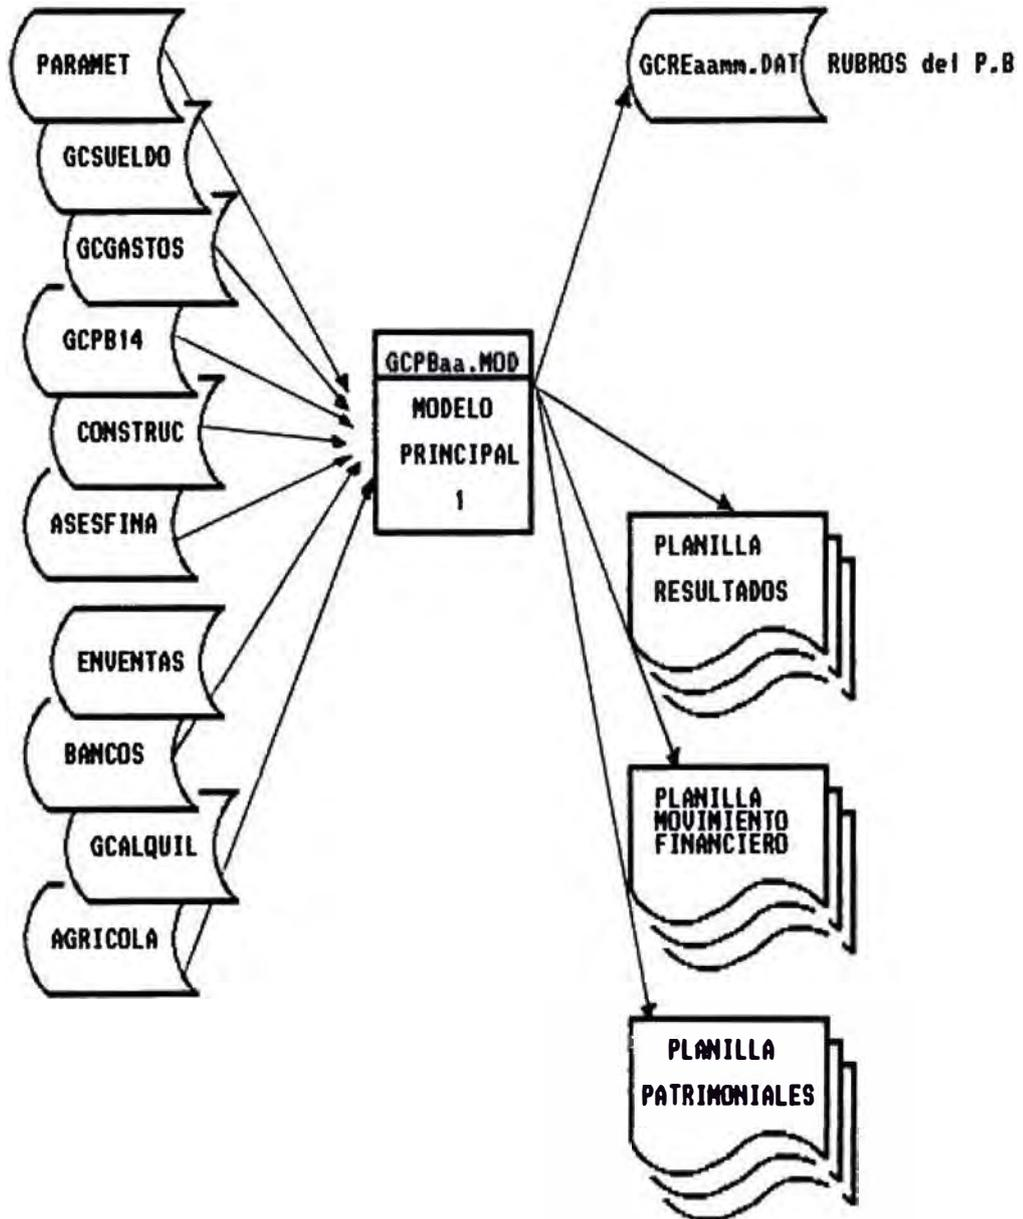 PARAMET
GCSUELDO
GCGASTOS
GCPB14
CONSTRUC
ASESFINA
ENVENTAS
BANCOS
GCALQUIL
AGRICOLA
GCPBaa.MOD
MODELO
PRINCIPAL
1
GCREaamm.DAT
RUBROS del P.B
PLANILLA
RESULTADOS
PLANILLA
MOVIMIENTO
FINANCIERO
PLANILLA
PATRIMONIALES